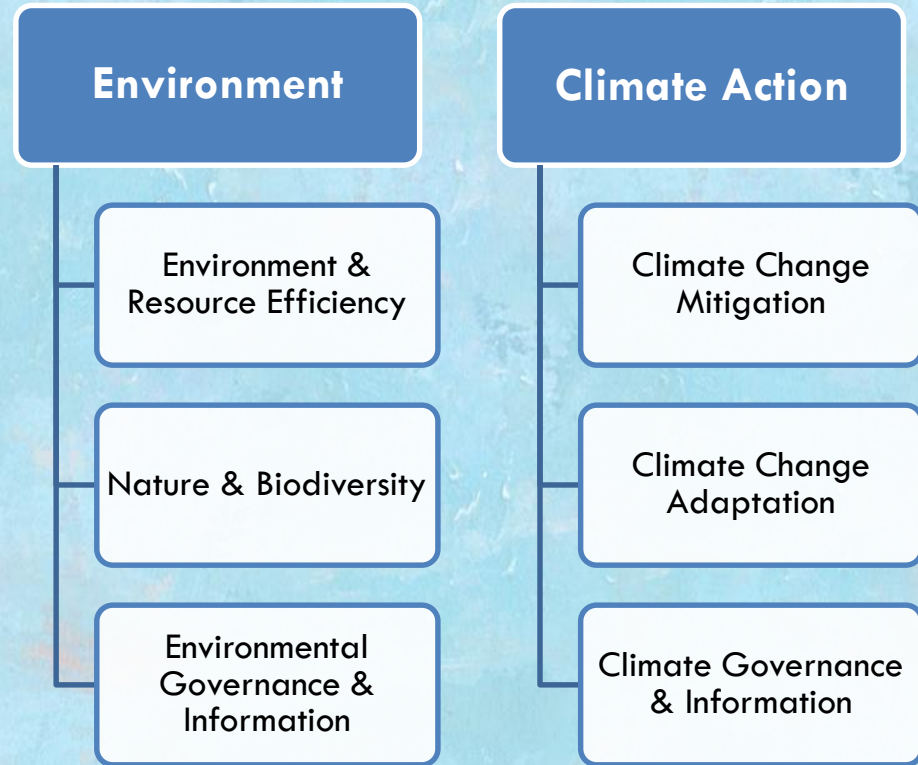 Environment
Environment &
Resource Efficiency
Nature & Biodiversity
Environmental
Governance &
Information
Climate Action
Climate Change
Mitigation
Climate Change
Adaptation
Climate Governance
& Information